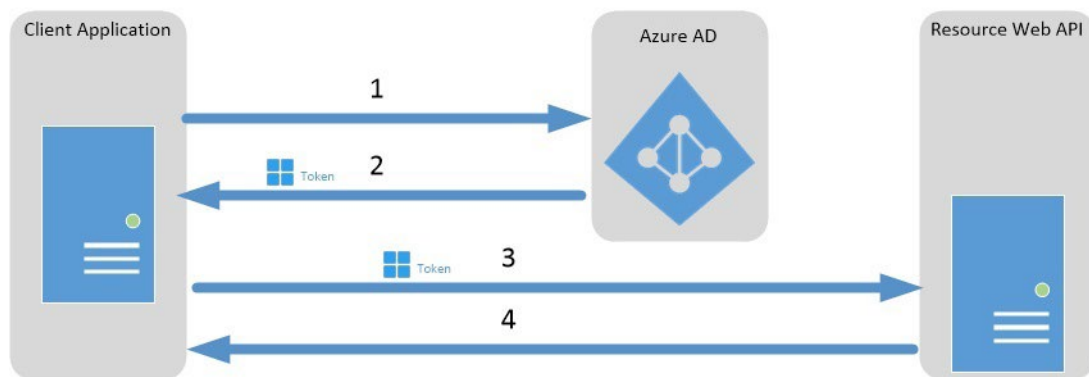 Client Application
Azure AD
Resource Web API
1
Token
2
Token
3
4